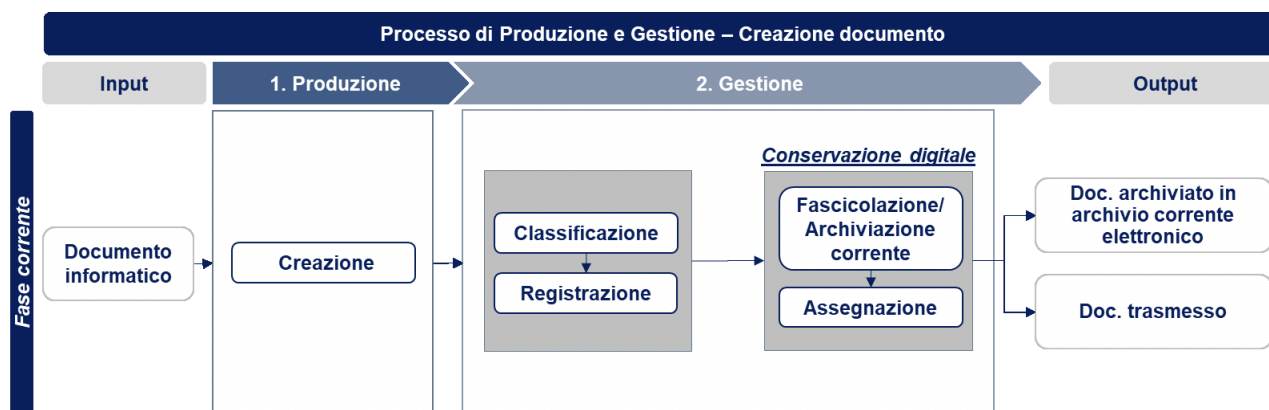 Processo di Produzione e Gestione – Creazione documento
Input
1. Produzione
2. Gestione
Output
Fase corrente
Documento
informatico
Creazione
Classificazione
Registrazione
Conservazione digitale
Fascicolazione/
Archiviazione
corrente
Assegnazione
Doc. archiviato in
archivio corrente
elettronico
Doc. trasmesso